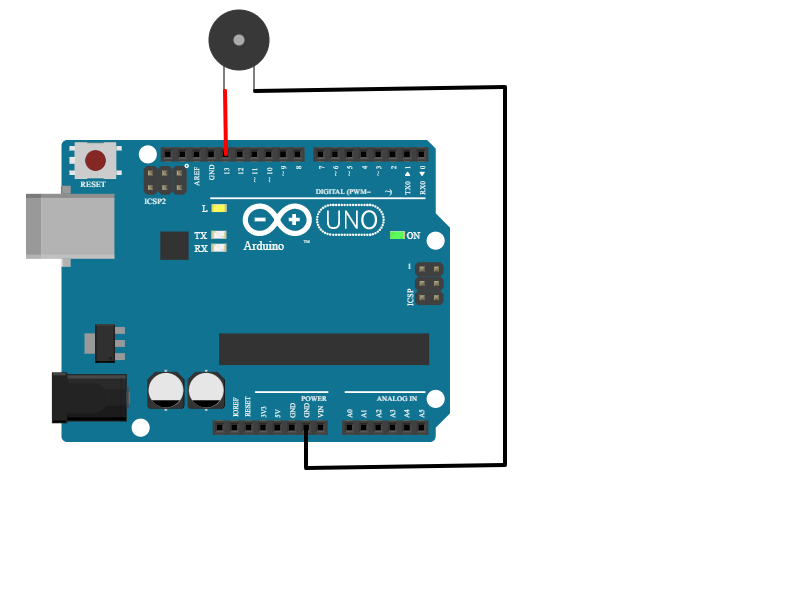 RESET
ICSP2
AREF
GND
13
12
~ 11
~ 10
~ 9
8
7
~ 6
~ 5
4
~ 3
2
TX0 ▶ 1
RX0 ◀ 0
DIGITAL (PWM= ~)
L
TX
RX
UNO
Arduino
™
ON
1
ICSP
POWER
ANALOG IN
IOREF
RESET
3V3
5V
GND
GND
VIN
A0
A1
A2
A3
A4
A5